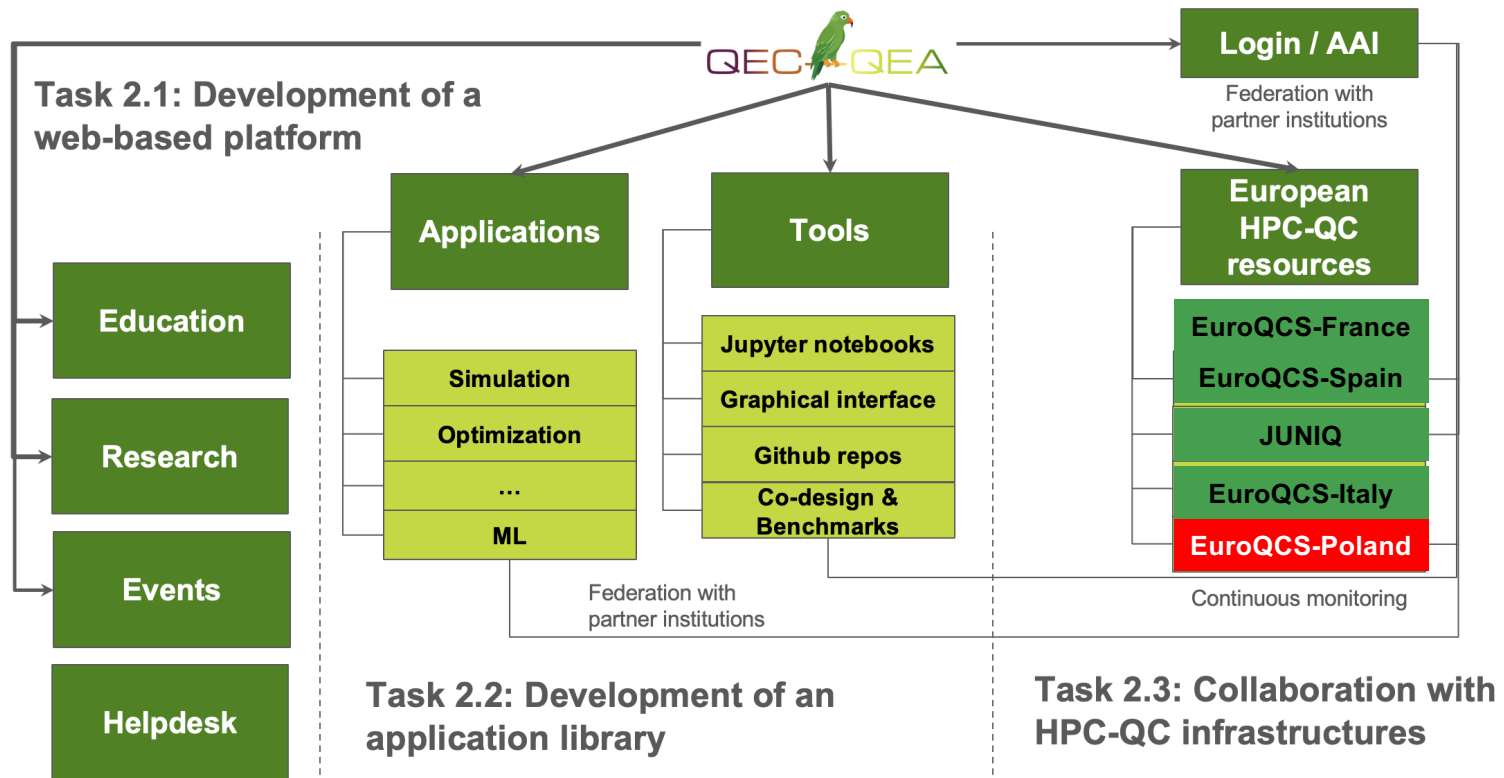 QEC-QEA
Login / AAI
Federation with
partner institutions
Task 2.1: Development of a
web-based platform
Education
Research
Events
Helpdesk
Applications
Simulation
Optimization
…
ML
Tools
Jupyter notebooks
Graphical interface
Github repos
Co-design &
Benchmarks
European
HPC-QC
resources
EuroQCS-France
EuroQCS-Spain
JUNIQ
EuroQCS-Italy
EuroQCS-Poland
Federation with
partner institutions
Continuous monitoring
Task 2.2: Development of an
application library
Task 2.3: Collaboration with
HPC-QC infrastructures